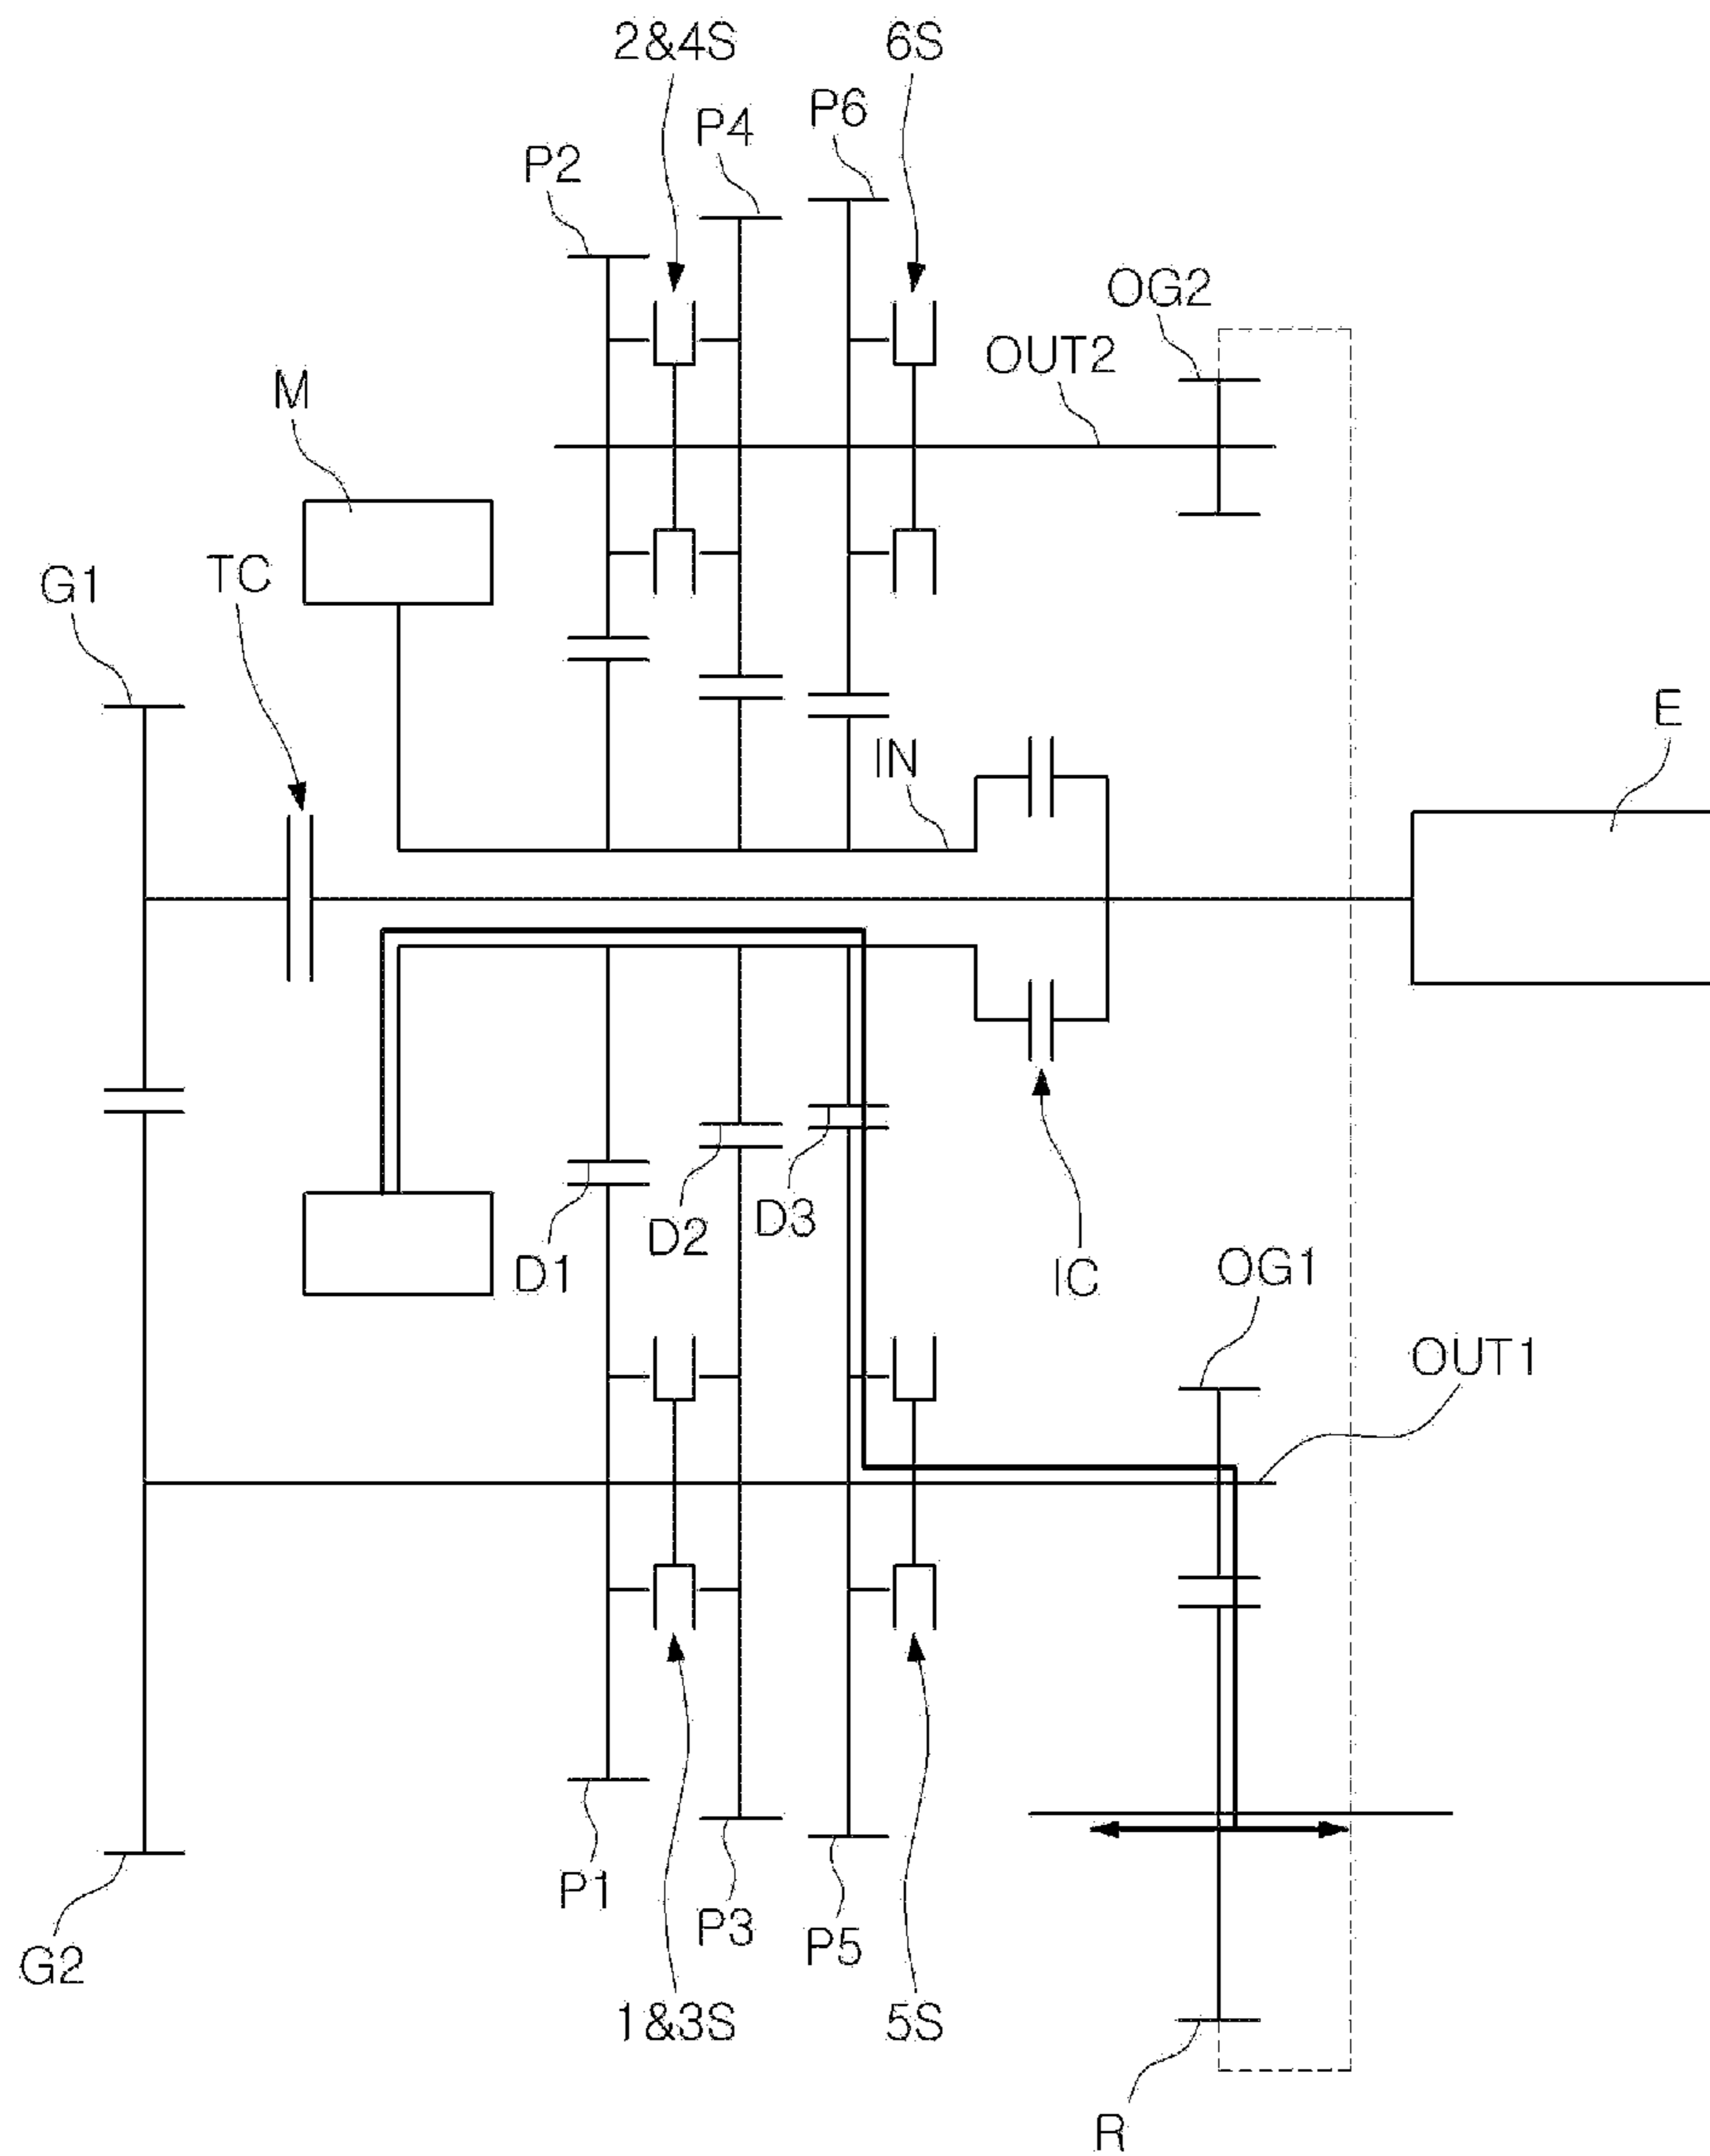 2&4S
6S
P6
P4
P2
OG2
OUT2
M
TC
G1
E
IN
D3
D2
D1
IC
OG1
OUT1
P1
P3
P5
G2
1&3S
5S
R